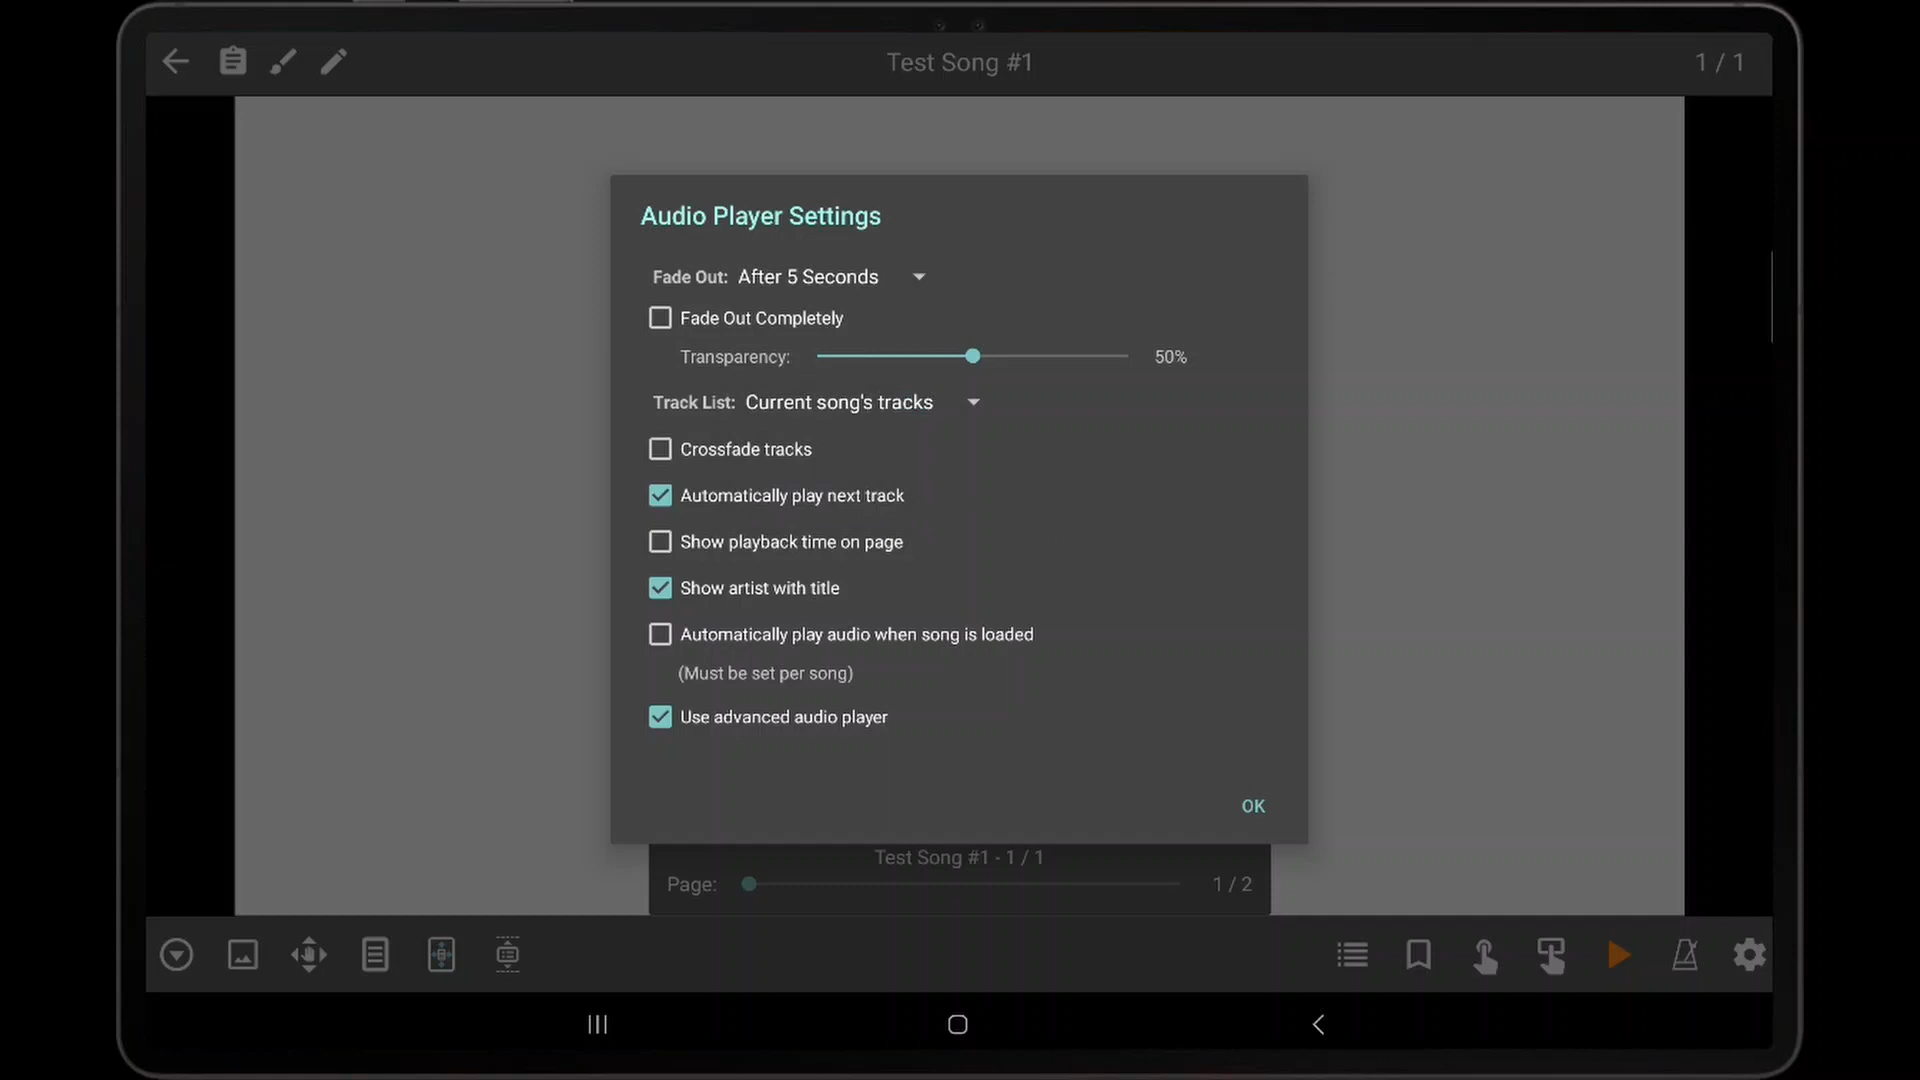 Test Song #1
1 / 1
Audio Player Settings
Fade Out: After 5 Seconds
Fade Out Completely
Transparency: 50%
Track List: Current song's tracks
Crossfade tracks
Automatically play next track
Show playback time on page
Show artist with title
Automatically play audio when song is loaded
(Must be set per song)
Use advanced audio player
OK
Test Song #1 - 1 / 1
Page: 1 / 2